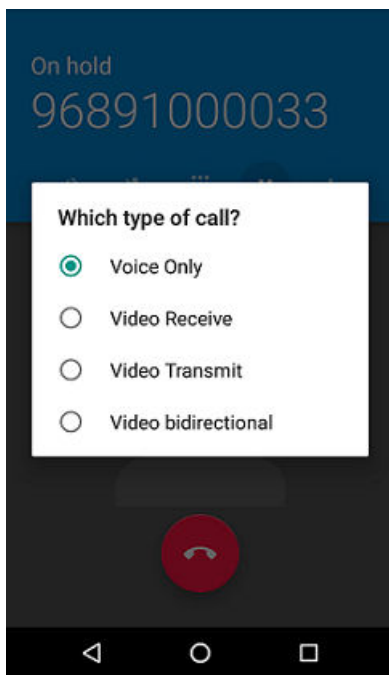 On hold
96891000033
Which type of call?
Voice Only
Video Receive
Video Transmit
Video bidirectional